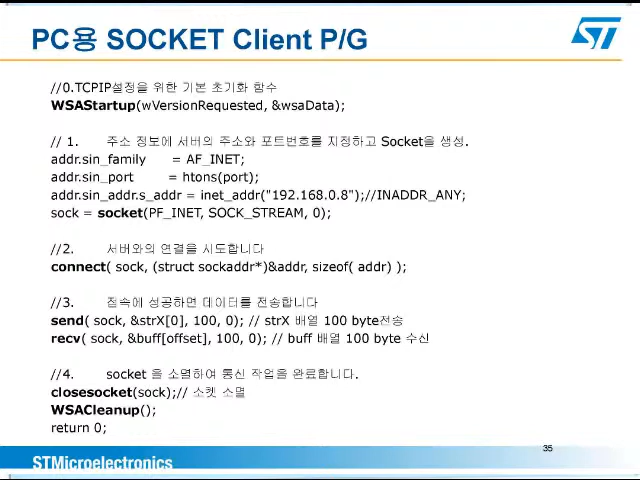 PC용 SOCKET Client P/G
ST
//0.TCPIP설정을 위한 기본 초기화 함수
WSAStartup(wVersionRequested, &wsaData);
// 1. 주소 정보에 서버의 주소와 포트번호를 지정하고 Socket을 생성.
addr.sin_family = AF_INET;
addr.sin_port = htons(port);
addr.sin_addr.s_addr = inet_addr("192.168.0.8");//INADDR_ANY;
sock = socket(PF_INET, SOCK_STREAM, 0);
//2. 서버와의 연결을 시도합니다
connect( sock, (struct sockaddr*)&addr, sizeof( addr) );
//3. 접속에 성공하면 데이터를 전송합니다
send( sock, &strX[0], 100, 0); // strX 배열 100 byte전송
recv( sock, &buff[offset], 100, 0); // buff 배열 100 byte 수신
//4. socket 을 소멸하여 통신 작업을 완료합니다.
closesocket(sock);// 소켓 소멸
WSACleanup();
return 0;
35
STMicroelectronics